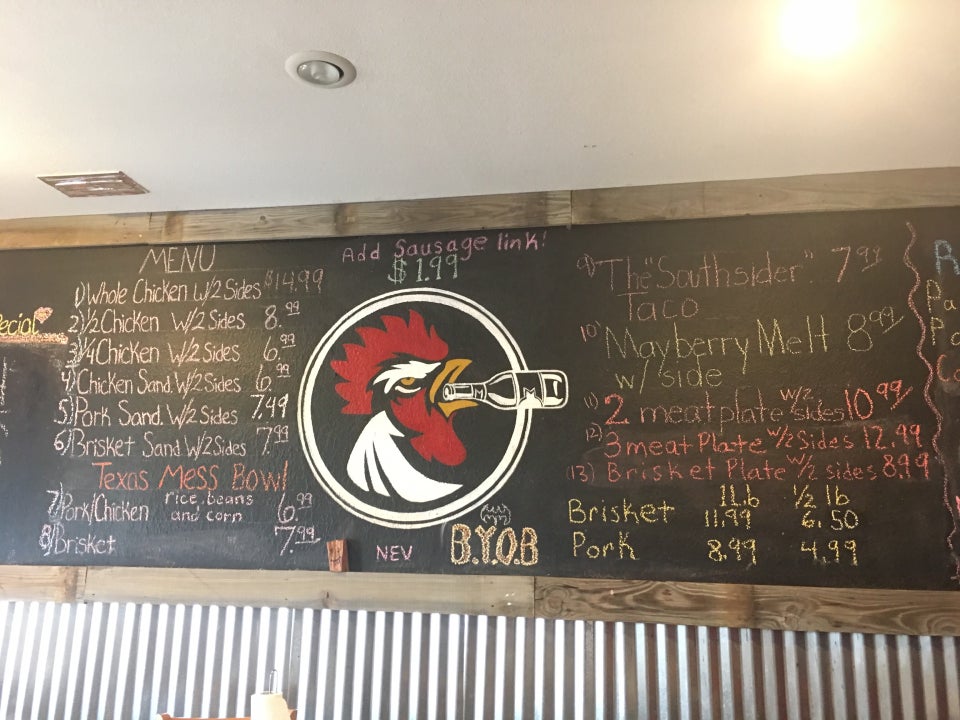 ecial
MENU
1) Whole Chicken W/2 Sides $14.99
2) 1/2 Chicken W/2 Sides 8.99
3) 1/4 Chicken W/2 Sides 6.99
4) Chicken Sand. W/2 Sides 6.99
5) Pork Sand. W/2 Sides 7.49
6) Brisket Sand W/2 Sides 7.99
Texas Mess Bowl
rice, beans
7) Pork/Chicken and corn 6.99
8) Brisket 7.99
Add Sausage link!
$1.99
NEV
B.Y.O.B
9) The "Southsider" 7.99
Taco
10) Mayberry Melt 8.99
w/ side
11) 2 meat plate w/2 sides 10.99
12) 3 meat Plate w/2 Sides 12.99
(13) Brisket Plate w/2 sides 8.99
1 Lb 1/2 lb
Brisket 11.99 6.50
Pork 8.99 4.99
R
Pa
Po
Co